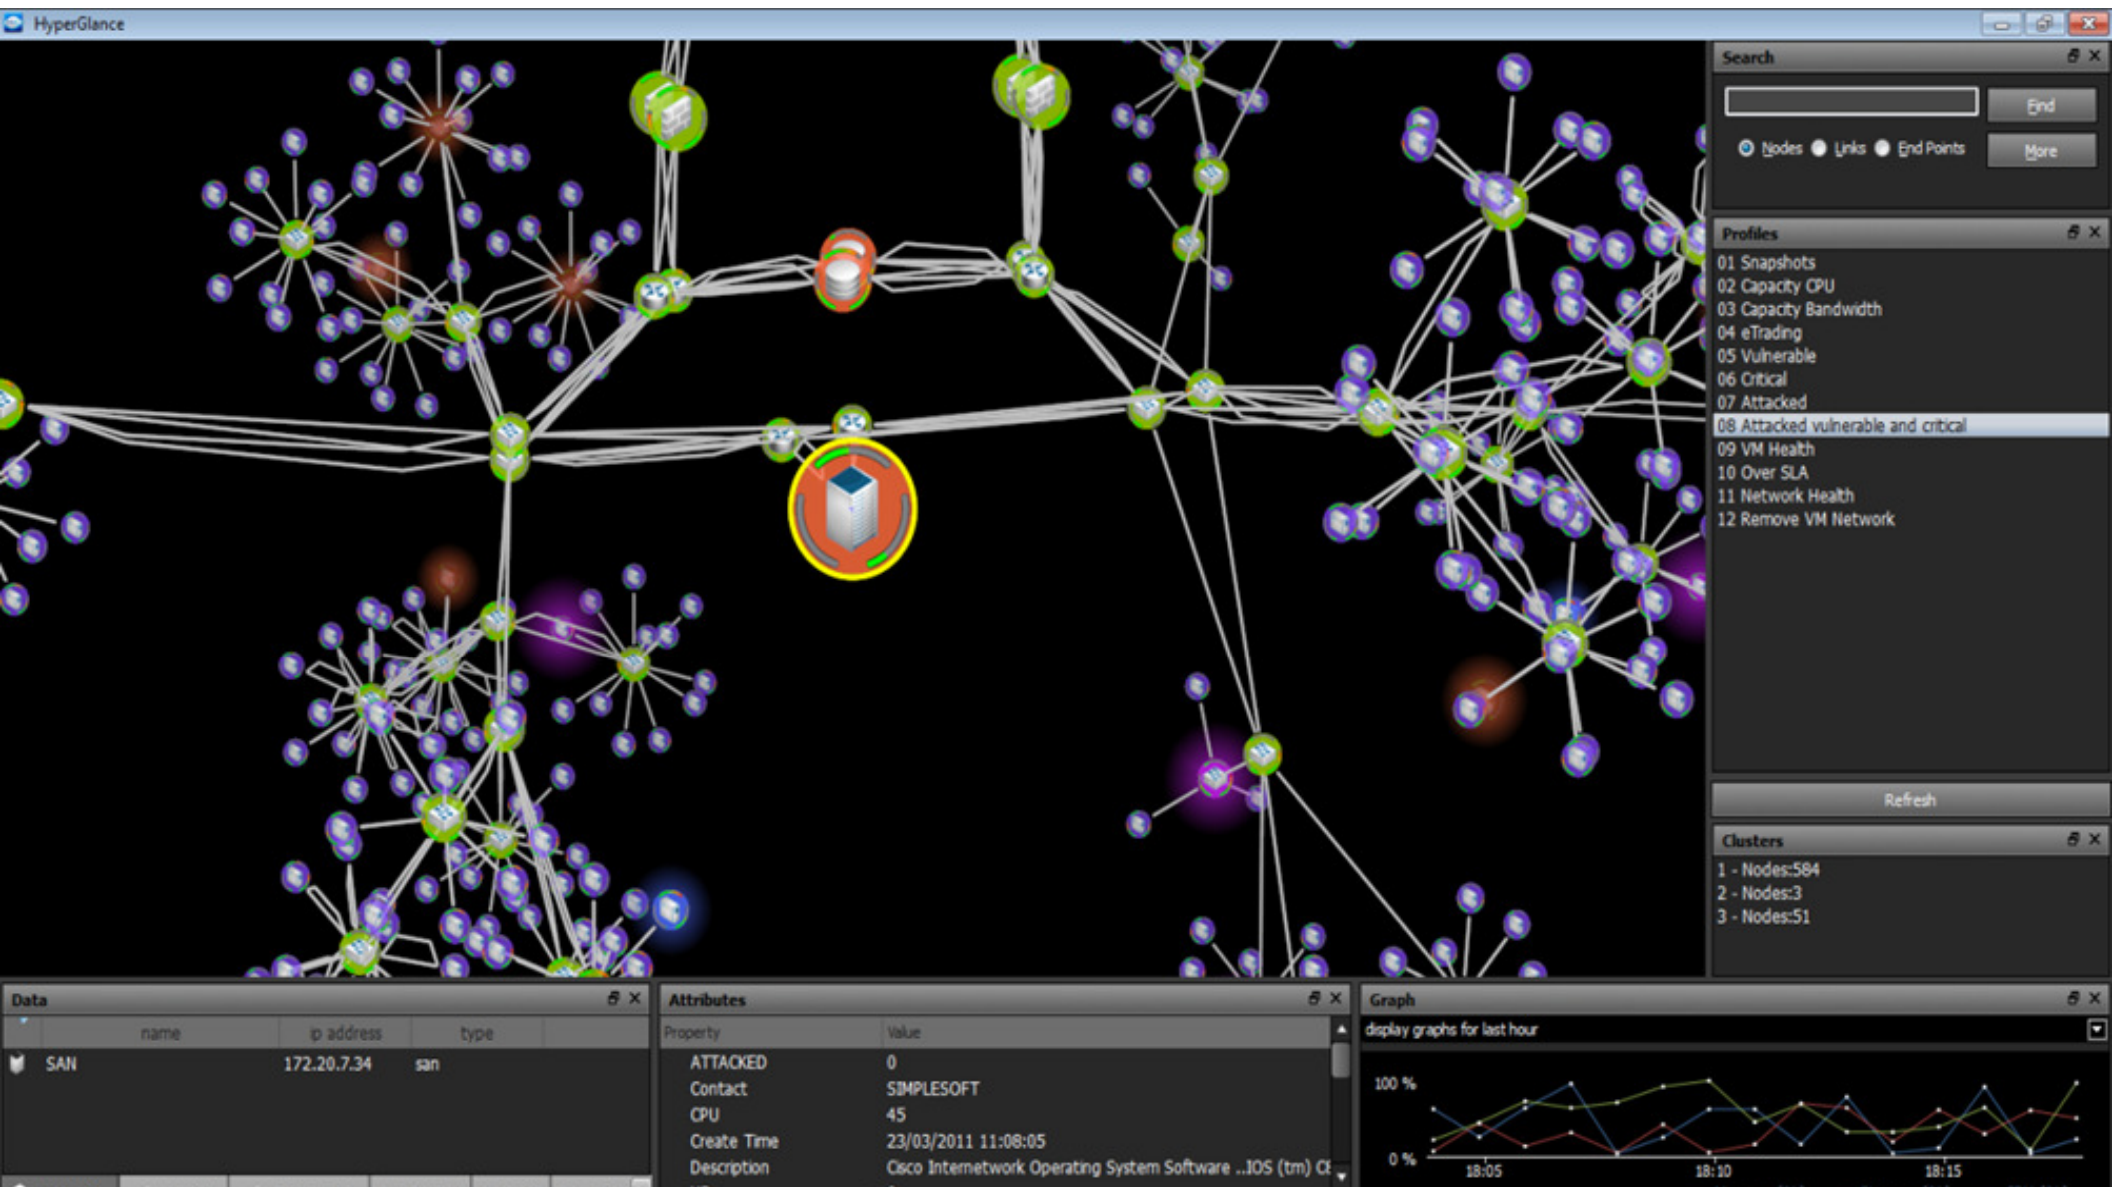 HyperGlance
Search
Find
Nodes Links End Points
More
Profiles
01 Snapshots
02 Capacity CPU
03 Capacity Bandwidth
04 eTrading
05 Vulnerable
06 Critical
07 Attacked
08 Attacked vulnerable and critical
09 VM Health
10 Over SLA
11 Network Health
12 Remove VM Network
Refresh
Clusters
1 - Nodes:584
2 - Nodes:3
3 - Nodes:51
Data
name ip address type
SAN 172.20.7.34 san
Attributes
Property Value
ATTACKED 0
Contact SIMPLESOFT
CPU 45
Create Time 23/03/2011 11:08:05
Description Cisco Internetwork Operating System Software ..IOS (tm)
Graph
display graphs for last hour
100 %
0 %
18:05 18:10 18:15